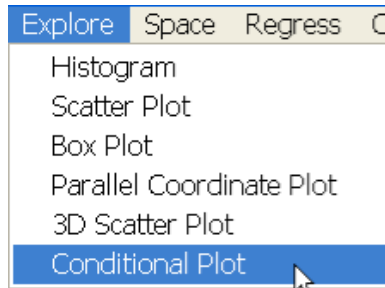 Explore Space Regress
Histogram
Scatter Plot
Box Plot
Parallel Coordinate Plot
3D Scatter Plot
Conditional Plot